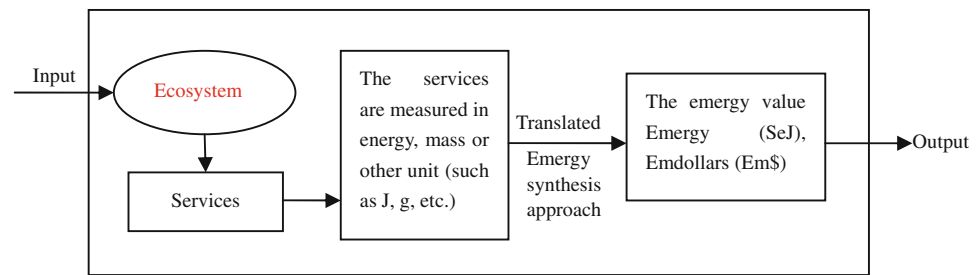 Input
Ecosystem
Services
The services
are measured in
energy, mass or
other unit (such
as J, g, etc.)
Translated
Emergy
synthesis
approach
The emergy value
Emergy (SeJ),
Emdollars (Em$)
Output